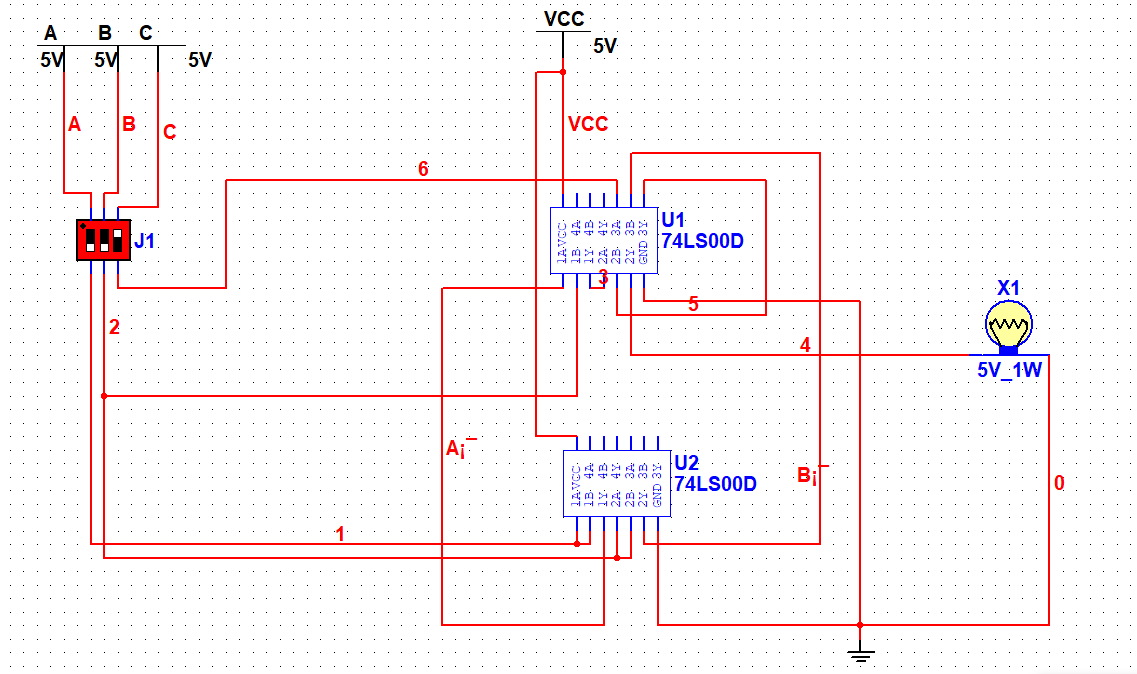 A B C
5V 5V 5V
VCC
5V
A B C
VCC
6
J1
VCC 4A 4B 4Y 3A 3B 3Y
1A 1B 1Y 2A 2B 2Y GND
U1
74LS00D
3
5
X1
2
4
5V_1W
A¡¯
VCC 4A 4B 4Y 3A 3B 3Y
1A 1B 1Y 2A 2B 2Y GND
U2
74LS00D
B¡¯
0
1